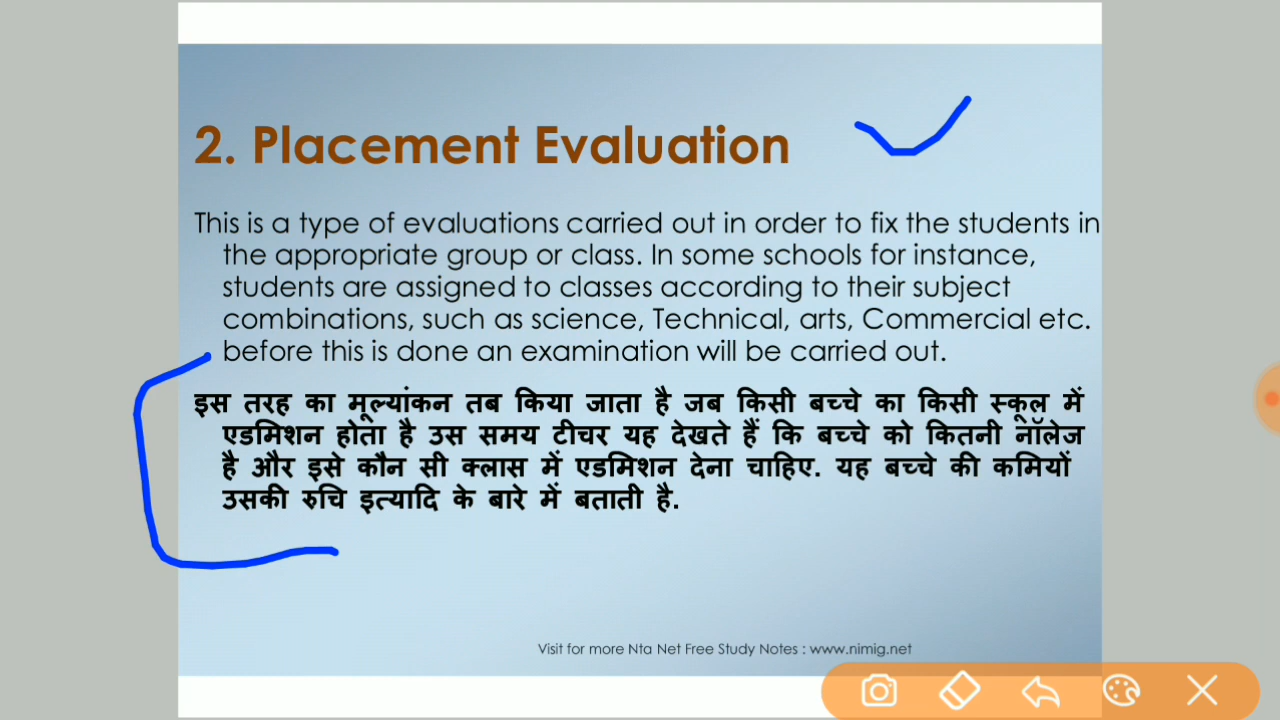 2. Placement Evaluation
This is a type of evaluations carried out in order to fix the students in
the appropriate group or class. In some schools for instance,
students are assigned to classes according to their subject
combinations, such as science, Technical, arts, Commercial etc.
before this is done an examination will be carried out.
इस तरह का मूल्यांकन तब किया जाता है जब किसी बच्चे का किसी स्कूल में
एडमिशन होता है उस समय टीचर यह देखते हैं कि बच्चे को कितनी नॉलेज
है और इसे कौन सी क्लास में एडमिशन देना चाहिए. यह बच्चे की कमियों
उसकी रुचि इत्यादि के बारे में बताती है.
Visit for more Nta Net Free Study Notes : www.nimig.net